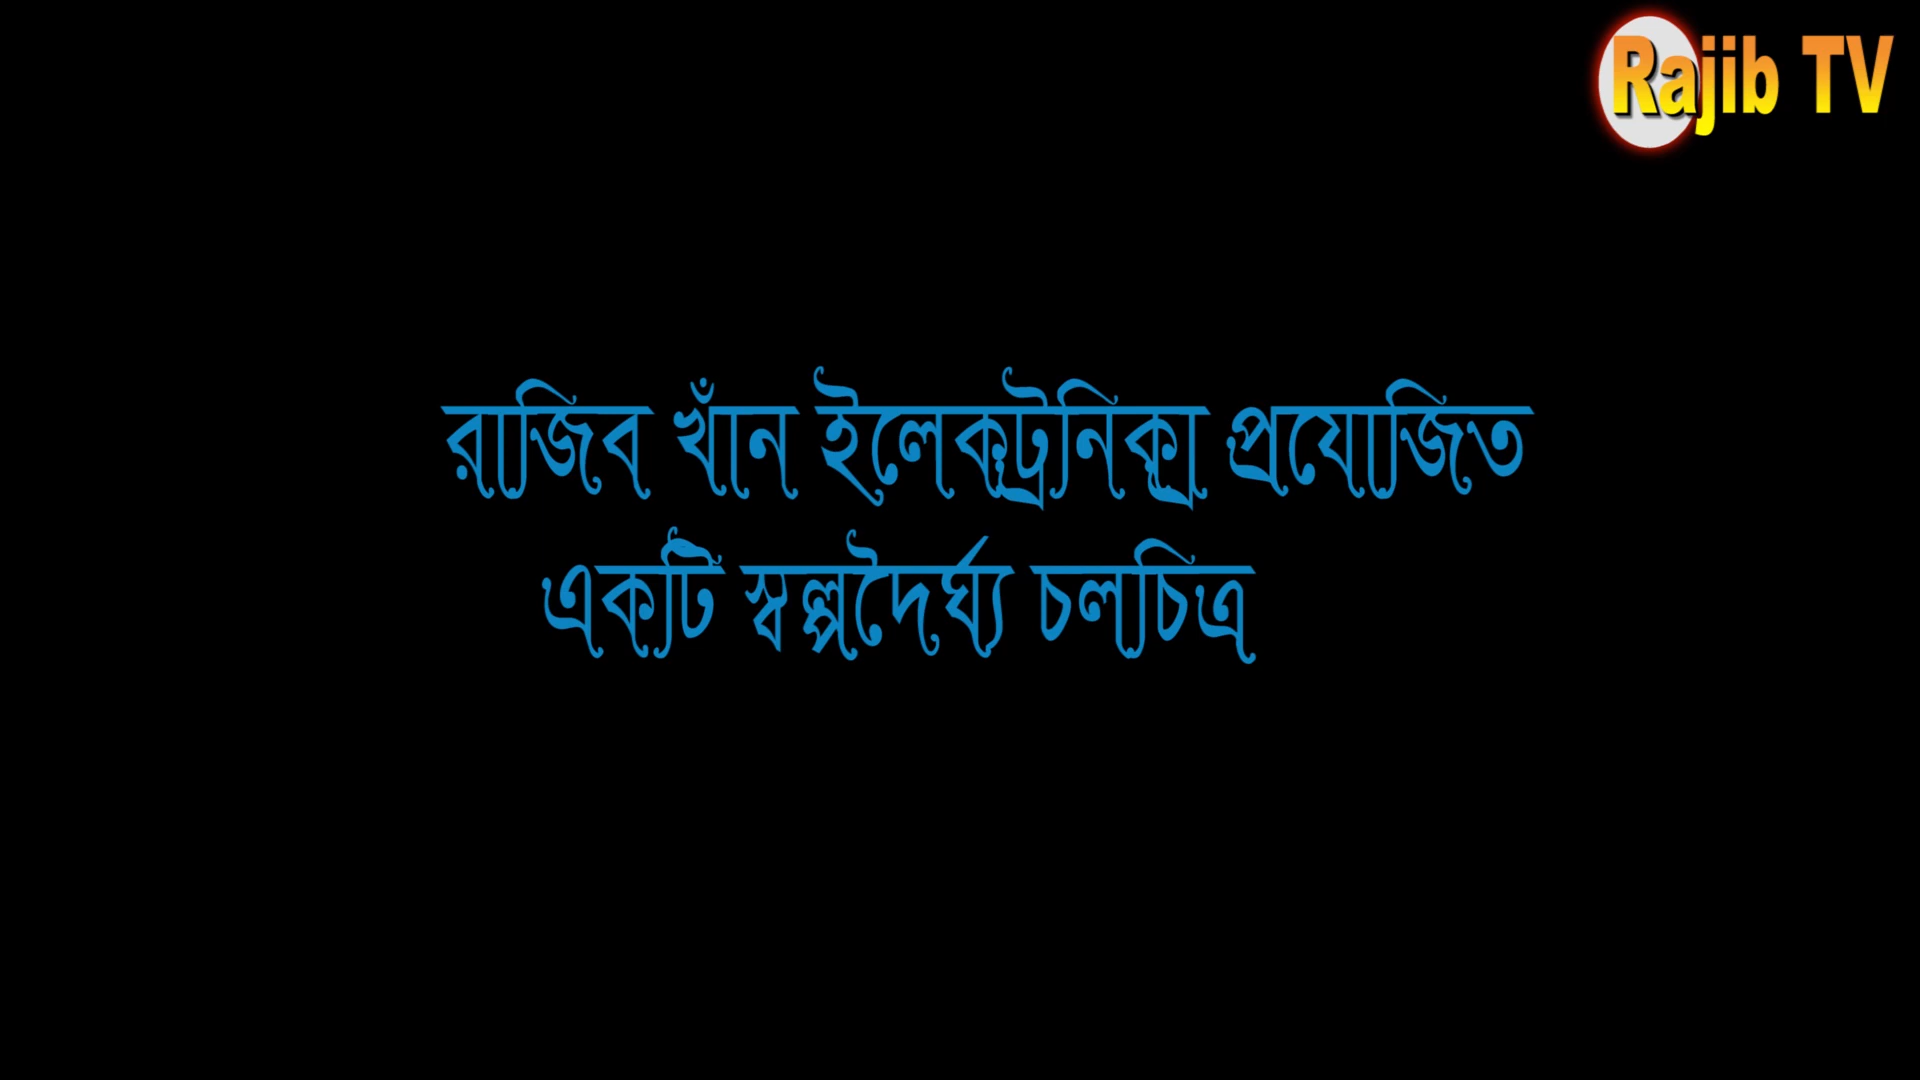 Rajib TV
রাজিব খাঁন ইলেকট্রনিক্স প্রযোজিত
একটি স্বল্পদৈর্ঘ্য চলচিত্র